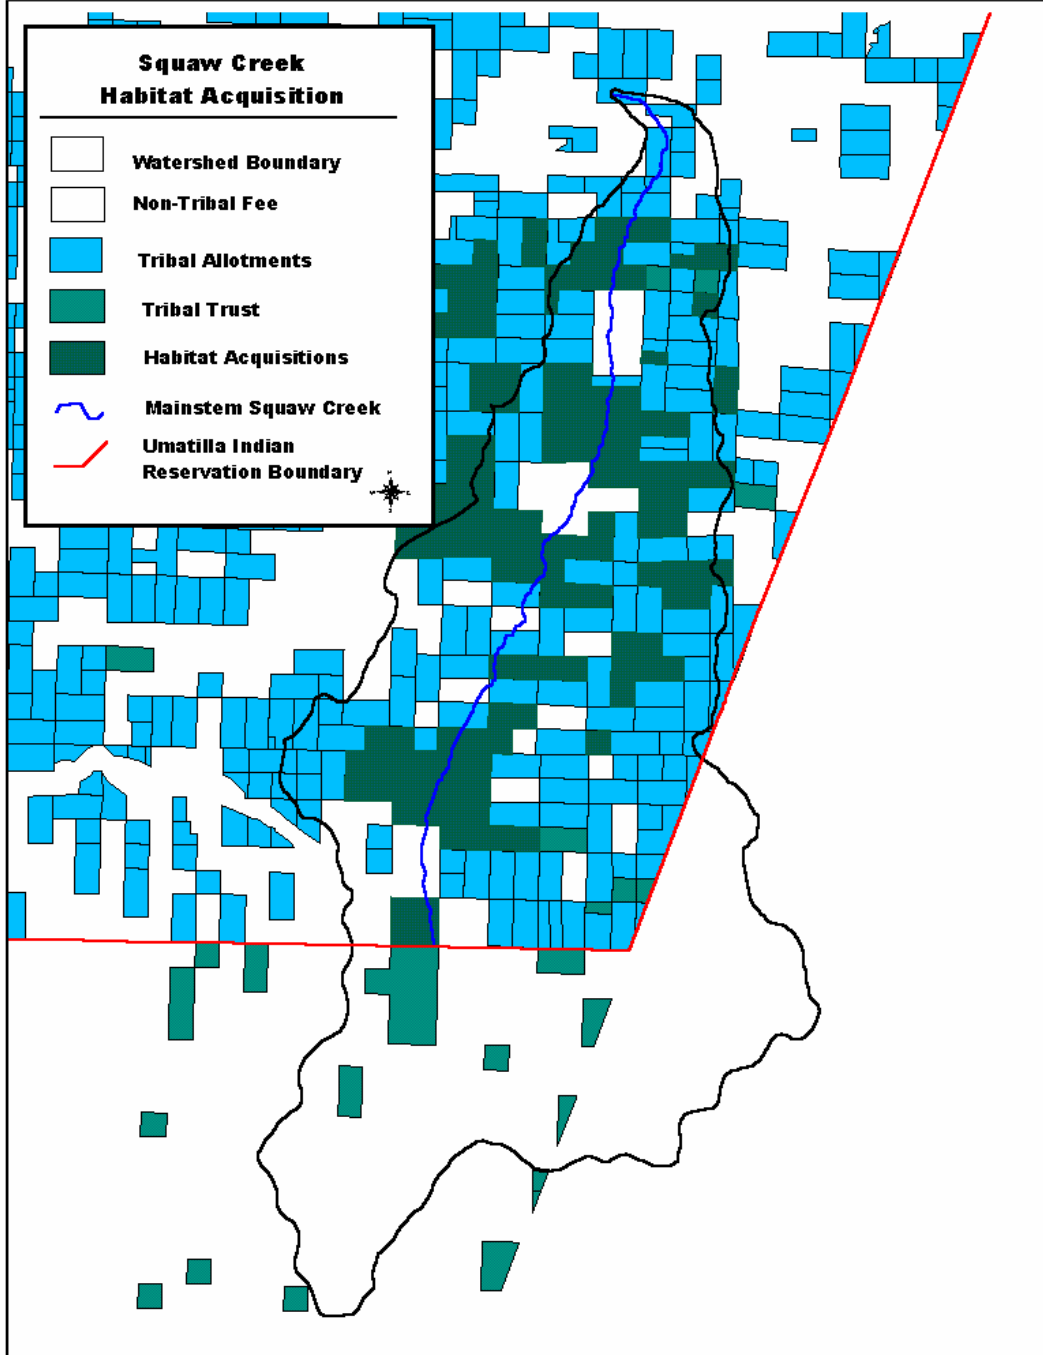 Squaw Creek
Habitat Acquisition
Watershed Boundary
Non-Tribal Fee
Tribal Allotments
Tribal Trust
Habitat Acquisitions
Mainstem Squaw Creek
Umatilla Indian
Reservation Boundary